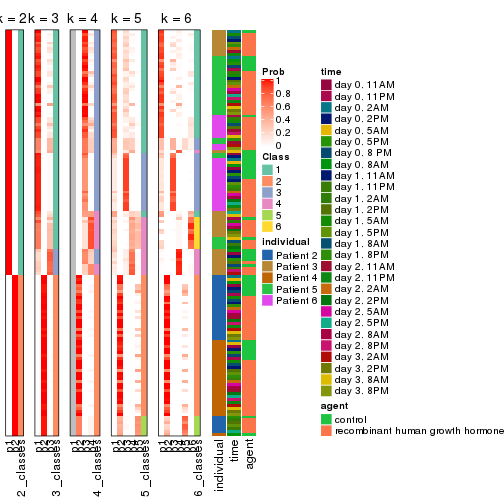 k = 2 k = 3 k = 4 k = 5 k = 6
Prob
1
0.8
0.6
0.4
0.2
0
Class
1
2
3
4
5
6
individual
Patient 2
Patient 3
Patient 4
Patient 5
Patient 6
time
day 0. 11AM
day 0. 11PM
day 0. 2AM
day 0. 2PM
day 0. 5AM
day 0. 5PM
day 0. 8 PM
day 0. 8AM
day 1. 11AM
day 1. 11PM
day 1. 2AM
day 1. 2PM
day 1. 5AM
day 1. 5PM
day 1. 8AM
day 1. 8PM
day 2. 11AM
day 2. 11PM
day 2. 2AM
day 2. 2PM
day 2. 5AM
day 2. 5PM
day 2. 8AM
day 2. 8PM
day 3. 2AM
day 3. 2PM
day 3. 8AM
day 3. 8PM
agent
control
recombinant human growth hormone
2_classes
3_classes
4_classes
5_classes
6_classes
individual
time
agent